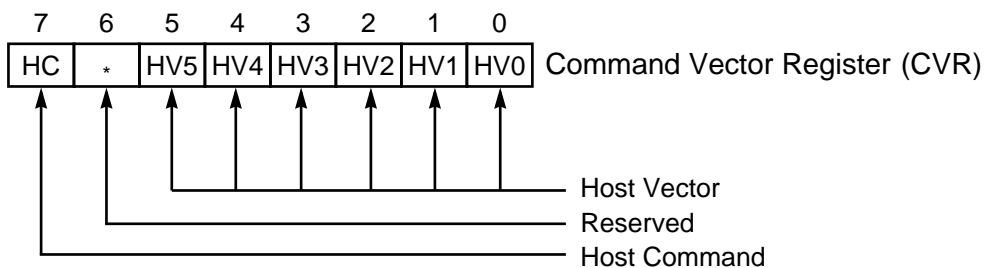 7 6 5 4 3 2 1 0
HC * HV5 HV4 HV3 HV2 HV1 HV0 Command Vector Register (CVR)
Host Vector
Reserved
Host Command